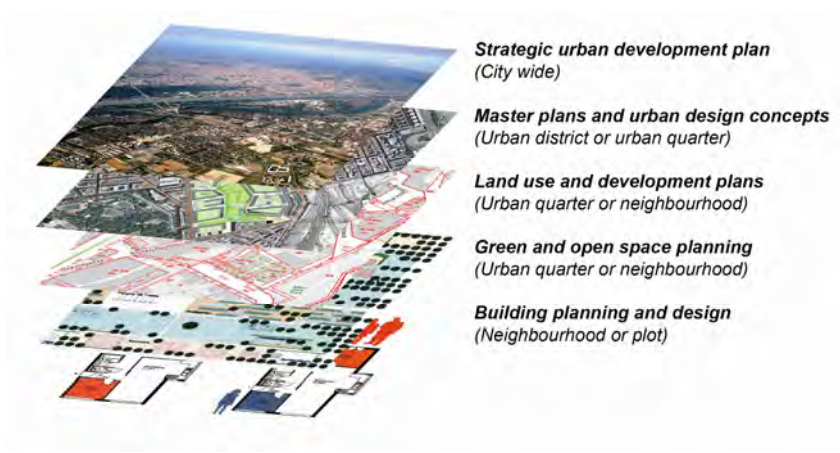 Strategic urban development plan
(City wide)
Master plans and urban design concepts
(Urban district or urban quarter)
Land use and development plans
(Urban quarter or neighbourhood)
Green and open space planning
(Urban quarter or neighbourhood)
Building planning and design
(Neighbourhood or plot)